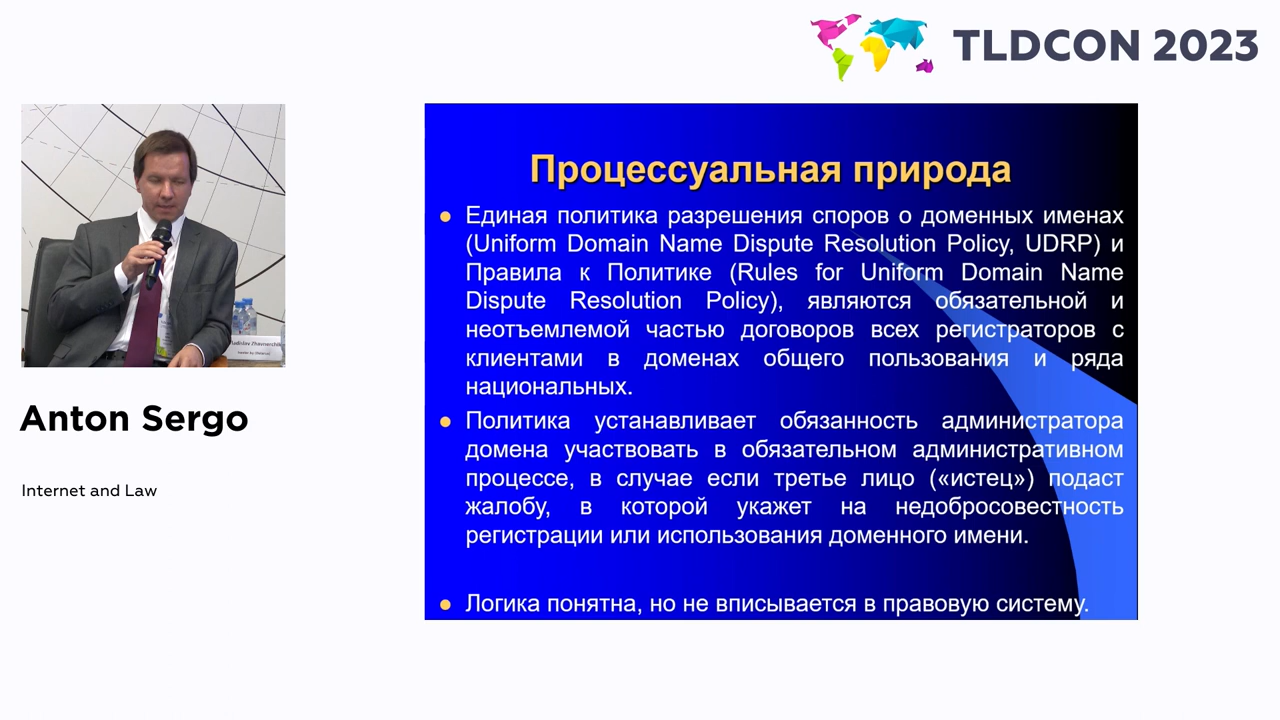 TLDCON 2023
Процессуальная природа
Единая политика разрешения споров о доменных именах
(Uniform Domain Name Dispute Resolution Policy, UDRP) и
Правила к Политике (Rules for Uniform Domain Name
Dispute Resolution Policy), являются обязательной и
неотъемлемой частью договоров всех регистраторов с
клиентами в доменах общего пользования и ряда
национальных.
Политика устанавливает обязанность администратора
домена участвовать в обязательном административном
процессе, в случае если третье лицо («истец») подаст
жалобу, в которой укажет на недобросовестность
регистрации или использования доменного имени.
Логика понятна, но не вписывается в правовую систему.
Anton Sergo
Internet and Law